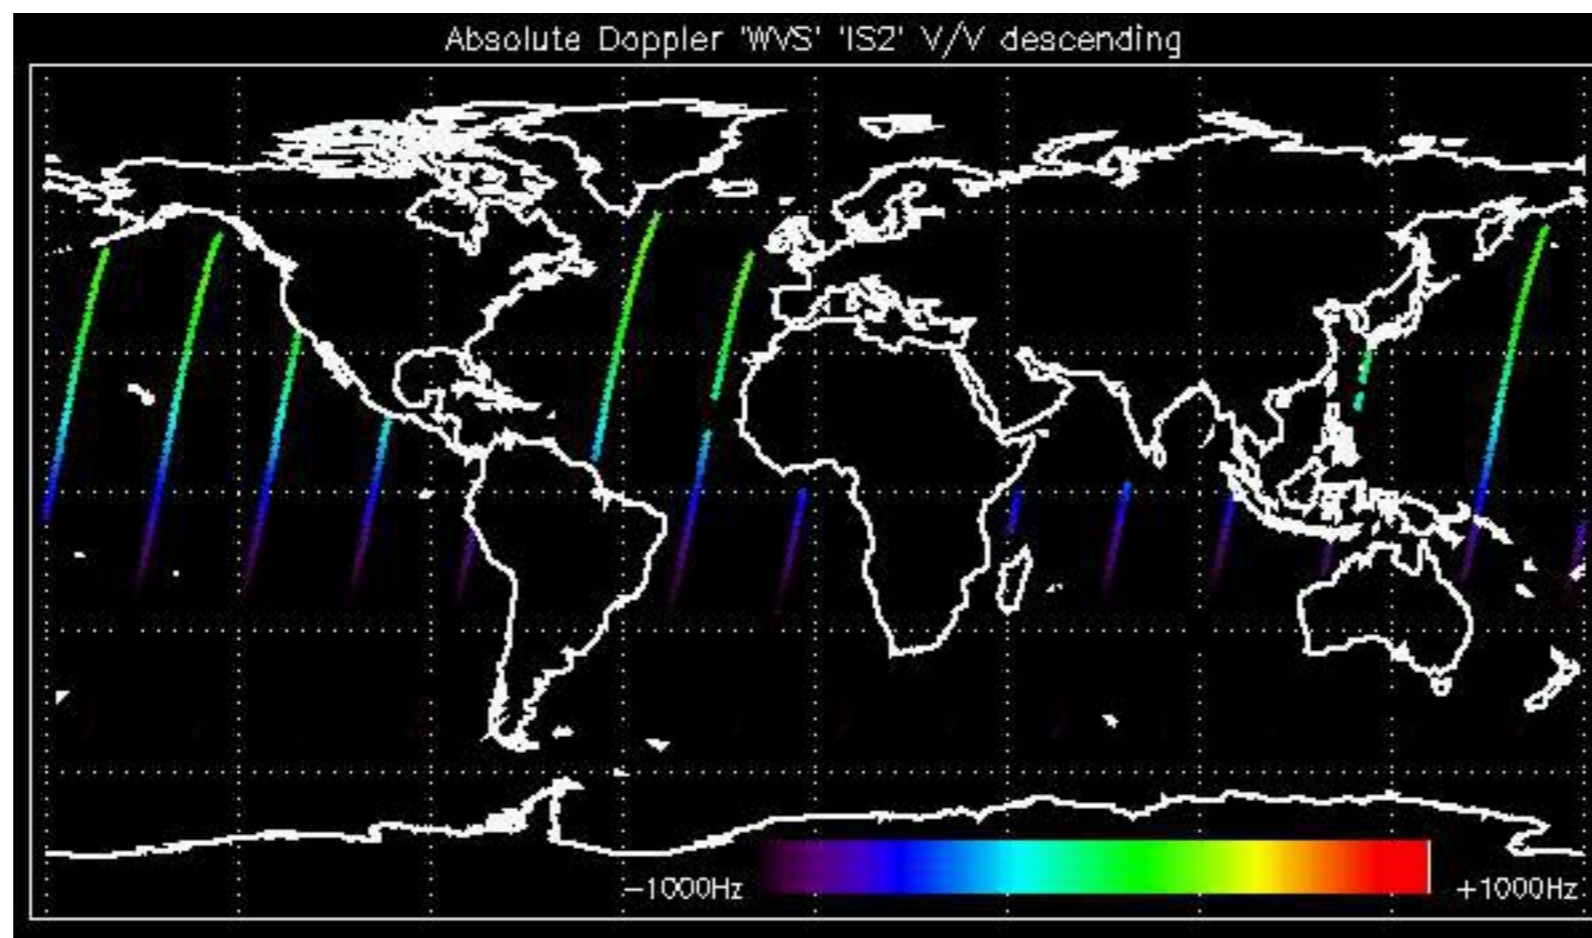 Absolute Doppler 'WVS' 'IS2' V/V descending
−1000Hz
+1000Hz